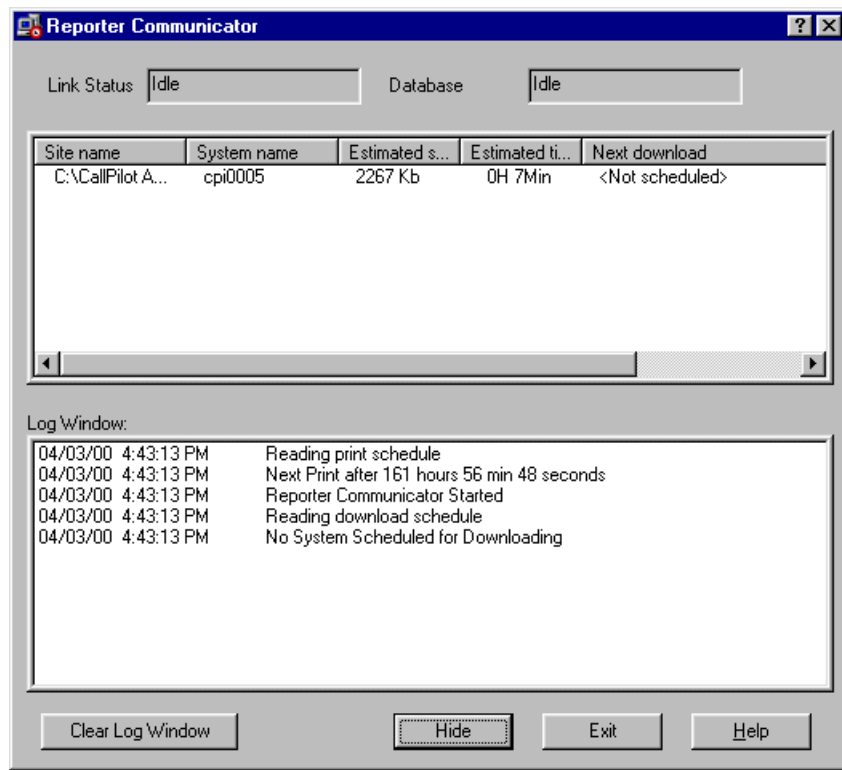 Reporter Communicator
Link Status Idle Database Idle
Site name System name Estimated s... Estimated ti... Next download
C:\CallPilot A... cpi0005 2267 Kb 0H 7Min <Not scheduled>
Log Window:
04/03/00 4:43:13 PM Reading print schedule
04/03/00 4:43:13 PM Next Print after 161 hours 56 min 48 seconds
04/03/00 4:43:13 PM Reporter Communicator Started
04/03/00 4:43:13 PM Reading download schedule
04/03/00 4:43:13 PM No System Scheduled for Downloading
Clear Log Window Hide Exit Help